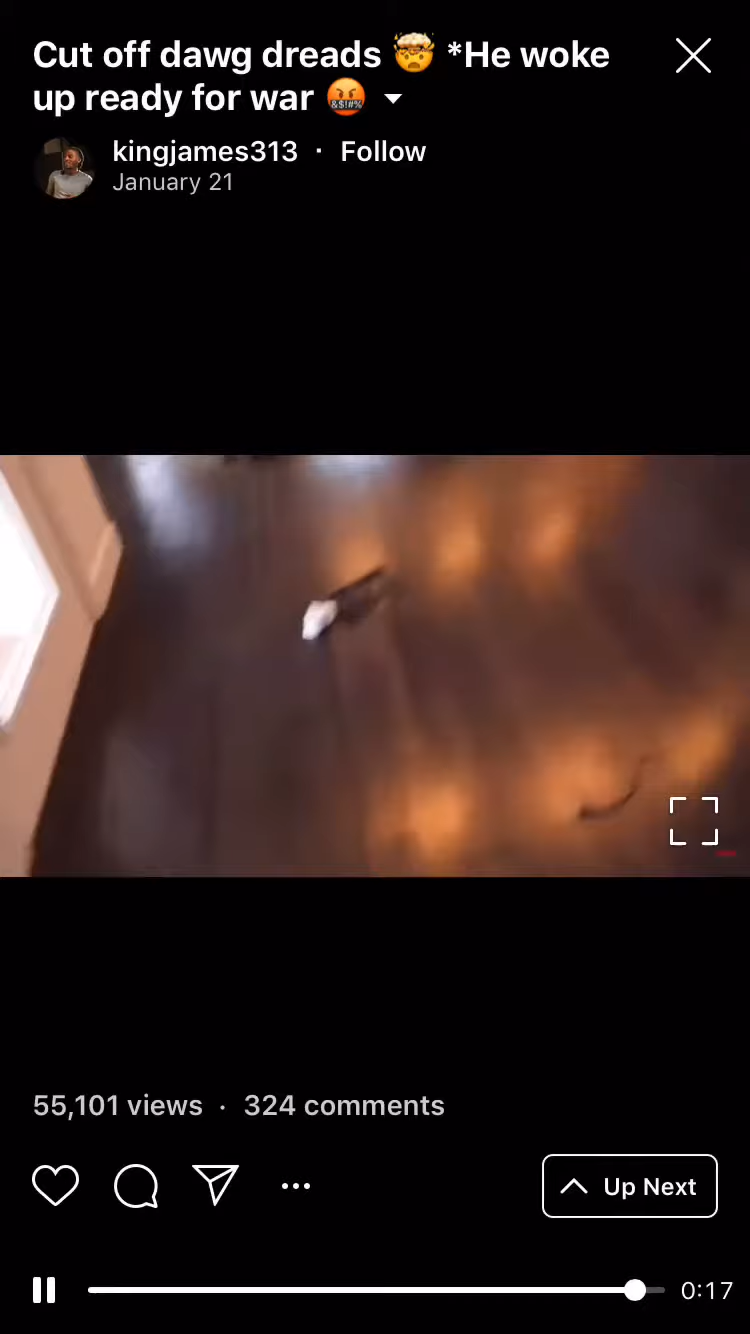 Cut off dawg dreads 🤯 *He woke
up ready for war 🤬
kingjames313 · Follow
January 21
55,101 views · 324 comments
Up Next
0:17